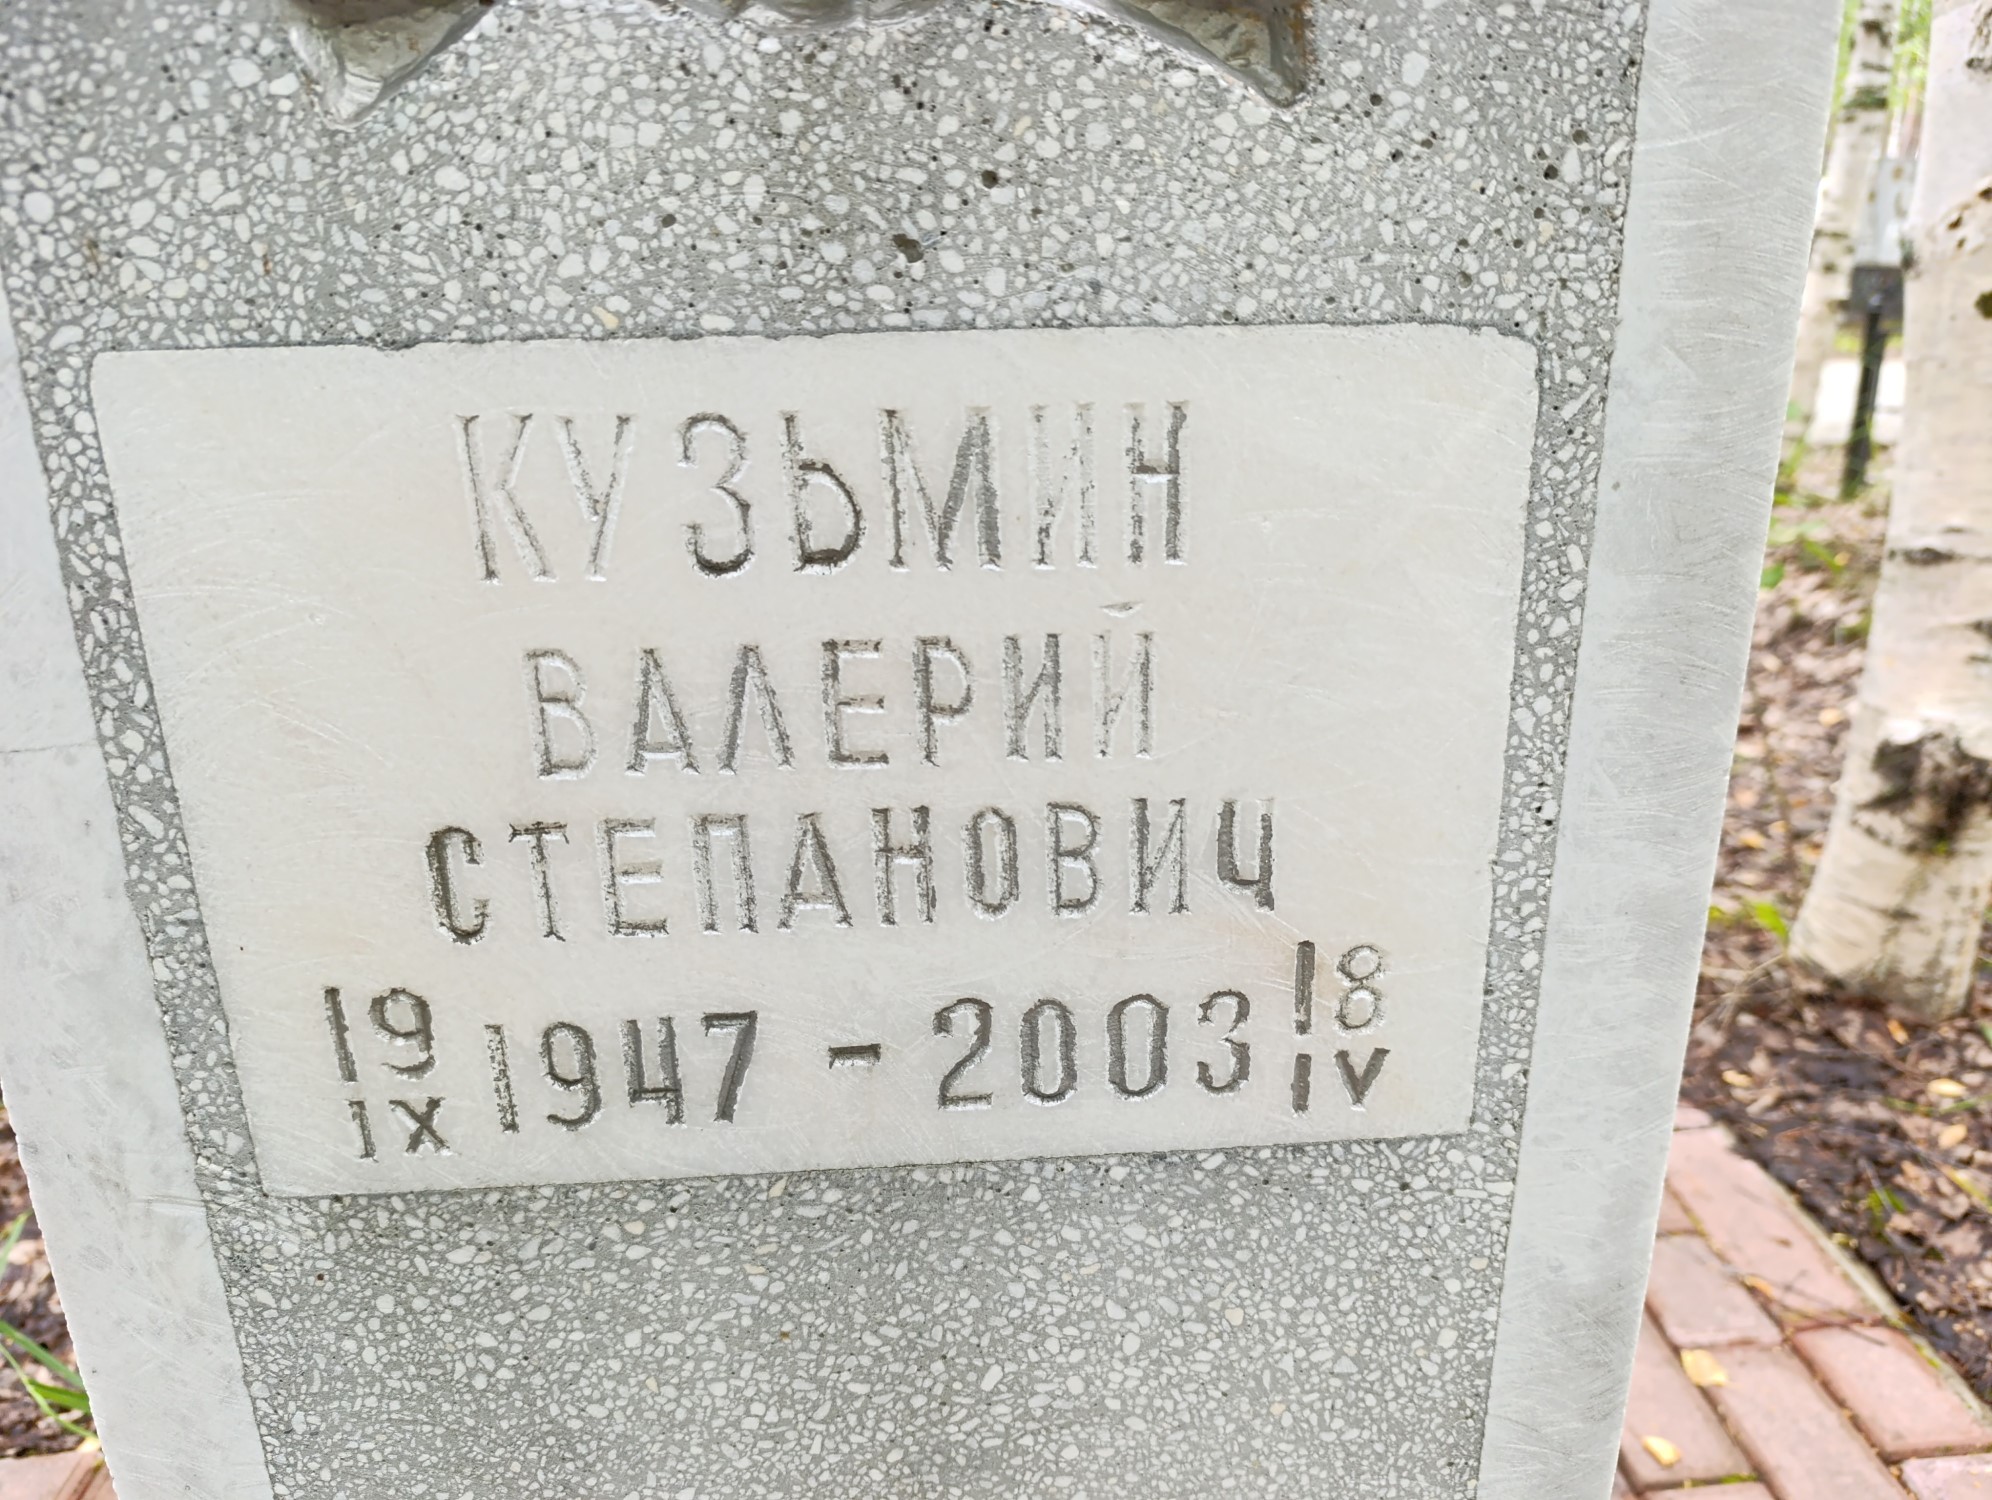 КУЗЬМИН
ВАЛЕРИЙ
СТЕПАНОВИЧ
19 IX 1947 - 2003 18 IV